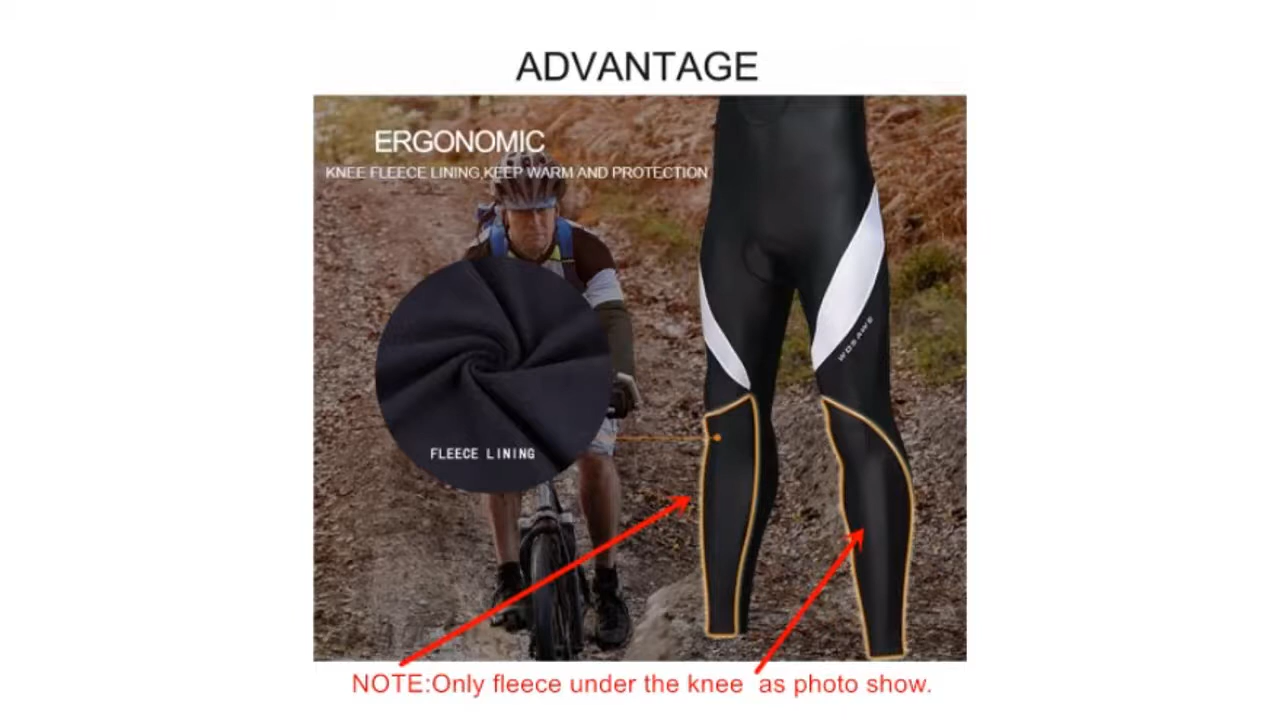 ADVANTAGE
ERGONOMIC
KNEE FLEECE LINING,KEEP WARM AND PROTECTION
WOSAWE
FLEECE LINING
NOTE:Only fleece under the knee as photo show.